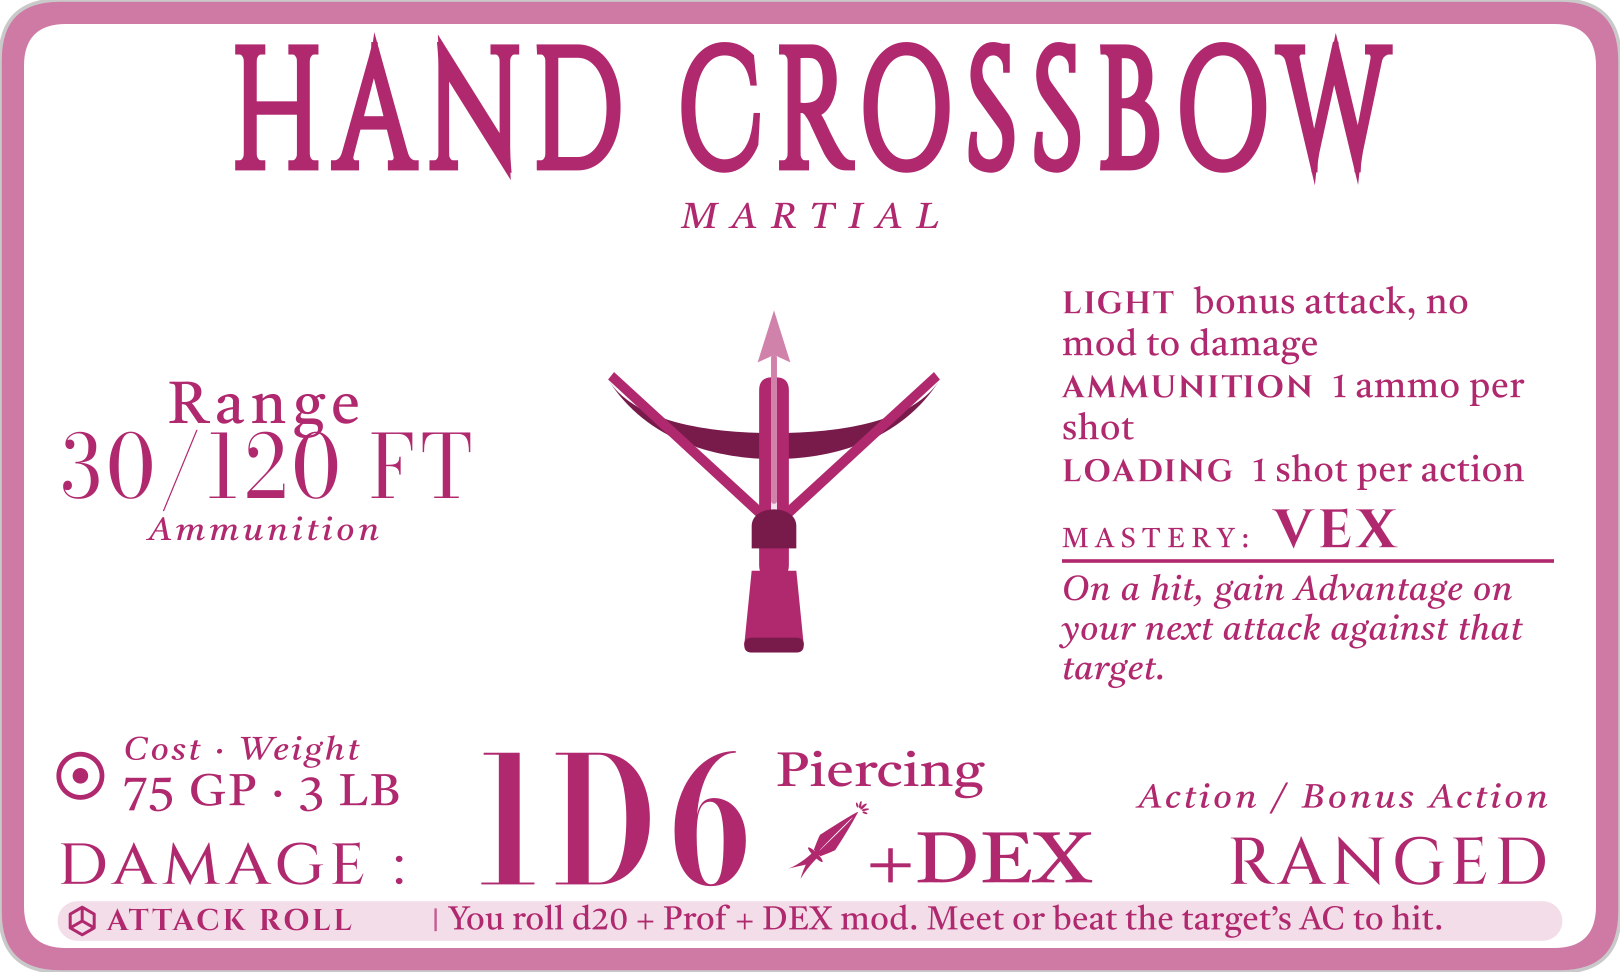 HAND CROSSBOW
MARTIAL
Range
30/120 FT
Ammunition
LIGHT bonus attack, no
mod to damage
AMMUNITION 1 ammo per
shot
LOADING 1 shot per action
MASTERY: VEX
On a hit, gain Advantage on
your next attack against that
target.
Cost · Weight
75 GP · 3 LB
DAMAGE :
1D6
Piercing
+DEX
Action / Bonus Action
RANGED
ATTACK ROLL | You roll d20 + Prof + DEX mod. Meet or beat the target’s AC to hit.